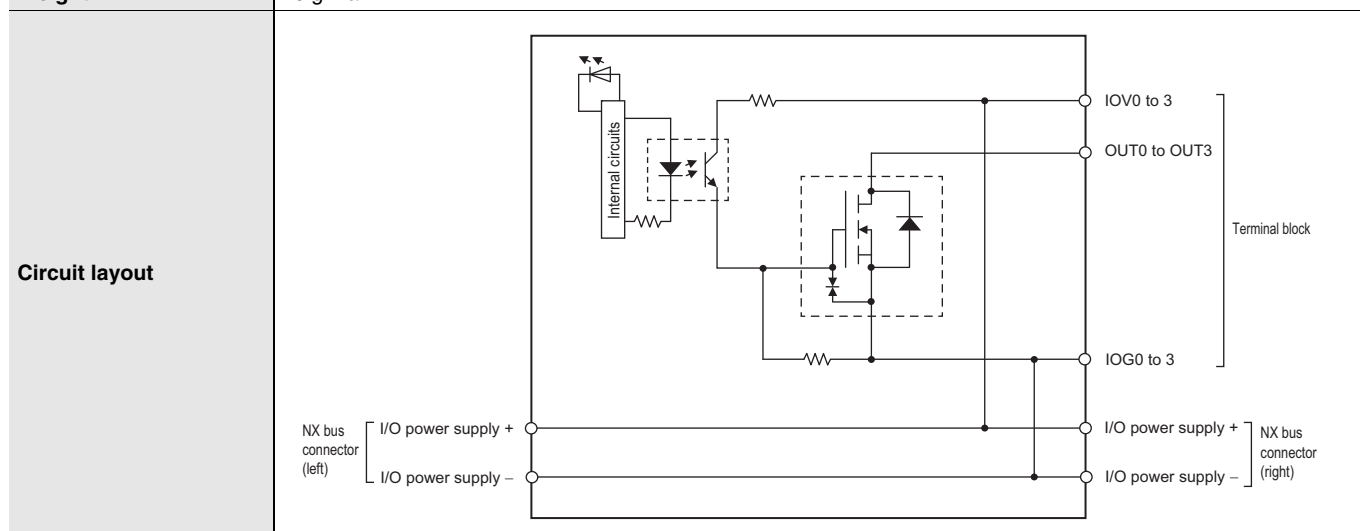 Circuit layout
Internal circuits
IOV0 to 3
OUT0 to OUT3
Terminal block
IOG0 to 3
NX bus
connector
(left)
I/O power supply +
I/O power supply –
I/O power supply +
I/O power supply –
NX bus
connector
(right)